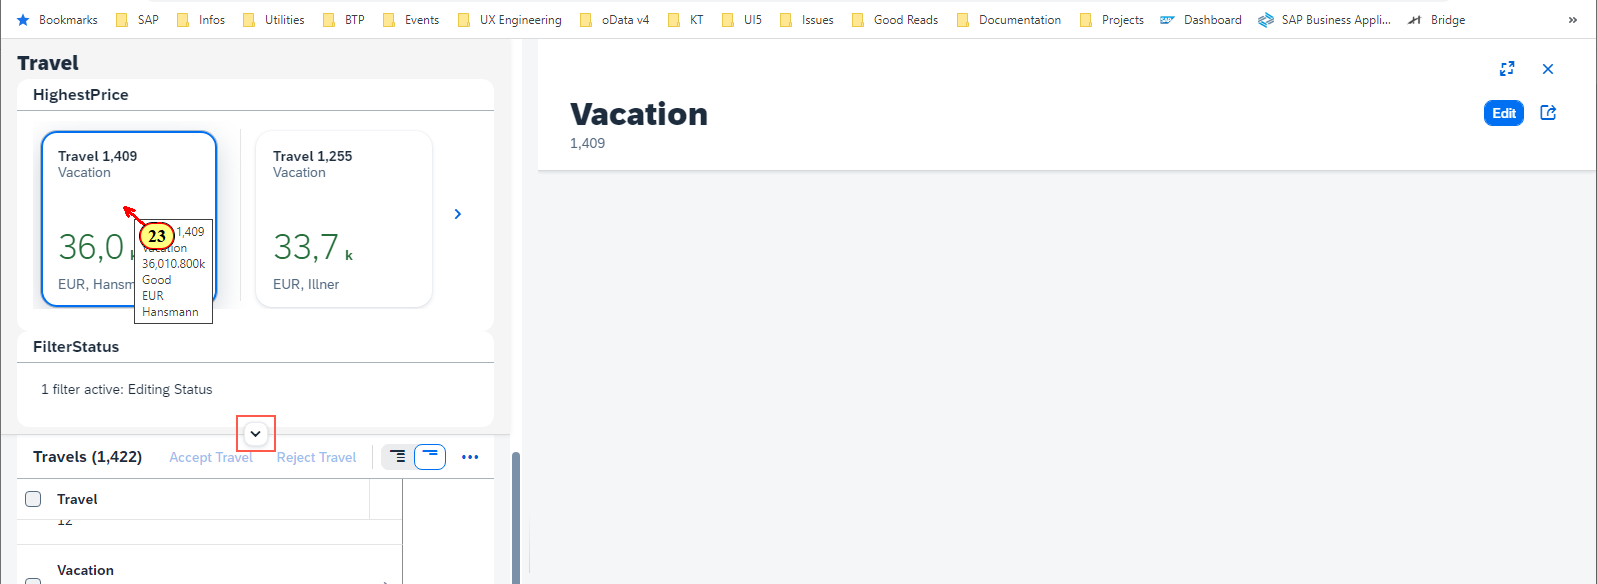 Bookmarks SAP Infos Utilities BTP Events UX Engineering oData v4 KT UI5 Issues Good Reads Documentation Projects Dashboard SAP Business Appli... Bridge »
Travel
HighestPrice
Travel 1,409
Vacation
36,0
EUR, Hansm
23
1,409
36,010.800k
Good
EUR
Hansmann
Travel 1,255
Vacation
33,7 k
EUR, Illner
FilterStatus
1 filter active: Editing Status
Travels (1,422) Accept Travel Reject Travel
Travel
12
Vacation
Vacation
1,409
Edit